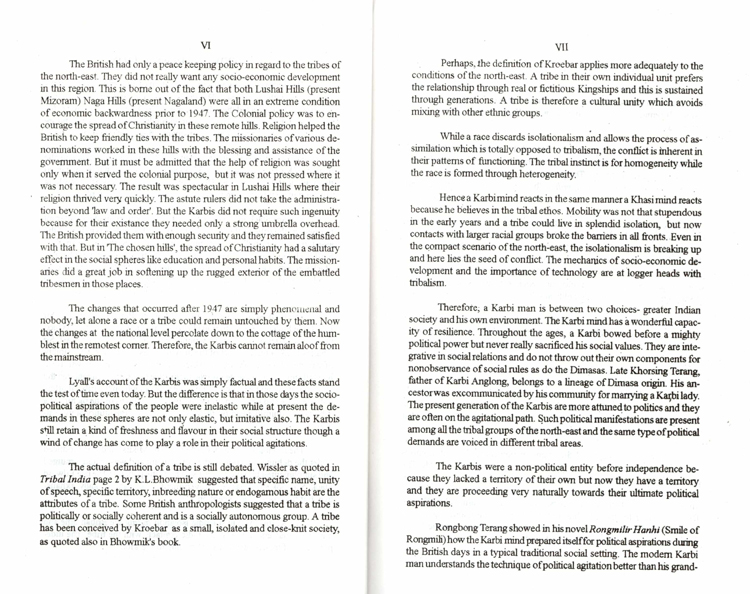 VI
The British had only a peace keeping policy in regard to the tribes of
the north-east. They did not really want any socio-economic development
in this region. This is borne out of the fact that both Lushai Hills (present
Mizoram) Naga Hills (present Nagaland) were all in an extreme condition
of economic backwardness prior to 1947. The Colonial policy was to en-
courage the spread of Christianity in these remote hills. Religion helped the
British to keep friendly ties with the tribes. The missionaries of various de-
nominations worked in these hills with the blessing and assistance of the
government. But it must be admitted that the help of religion was sought
only when it served the colonial purpose, but it was not pressed where it
was not necessary. The result was spectacular in Lushai Hills where their
religion thrived very quickly. The astute rulers did not take the administra-
tion beyond 'law and order'. But the Karbis did not require such ingenuity
because for their existance they needed only a strong umbrella overhead.
The British provided them with enough security and they remained satisfied
with that. But in 'The chosen hills', the spread of Christianity had a salutary
effect in the social spheres like education and personal habits. The mission-
aries did a great job in softening up the rugged exterior of the embattled
tribesmen in those places.
The changes that occurred after 1947 are simply phenomenal and
nobody, let alone a race or a tribe could remain untouched by them. Now
the changes at the national level percolate down to the cottage of the hum-
blest in the remotest corner. Therefore, the Karbis cannot remain aloof from
the mainstream.
Lyall's account of the Karbis was simply factual and these facts stand
the test of time even today. But the difference is that in those days the socio-
political aspirations of the people were inelastic while at present the de-
mands in these spheres are not only elastic, but imitative also. The Karbis
still retain a kind of freshness and flavour in their social structure though a
wind of change has come to play a role in their political agitations.
The actual definition of a tribe is still debated. Wissler as quoted in
Tribal India page 2 by K.L.Bhowmik suggested that specific name, unity
of speech, specific territory, inbreeding nature or endogamous habit are the
attributes of a tribe. Some British anthropologists suggested that a tribe is
politically or socially coherent and is a socially autonomous group. A tribe
has been conceived by Kroebar as a small, isolated and close-knit society,
as quoted also in Bhowmik's book.
VII
Perhaps, the definition of Kroebar applies more adequately to the
conditions of the north-east. A tribe in their own individual unit prefers
the relationship through real or fictitious Kingships and this is sustained
through generations. A tribe is therefore a cultural unity which avoids
mixing with other ethnic groups.
While a race discards isolationalism and allows the process of as-
similation which is totally opposed to tribalism, the conflict is inherent in
their patterns of functioning. The tribal instinct is for homogeneity while
the race is formed through heterogeneity.
Hence a Karbi mind reacts in the same manner a Khasi mind reacts
because he believes in the tribal ethos. Mobility was not that stupendous
in the early years and a tribe could live in splendid isolation, but now
contacts with larger racial groups broke the barriers in all fronts. Even in
the compact scenario of the north-east, the isolationalism is breaking up
and here lies the seed of conflict. The mechanics of socio-economic de-
velopment and the importance of technology are at logger heads with
tribalism.
Therefore, a Karbi man is between two choices- greater Indian
society and his own environment. The Karbi mind has a wonderful capac-
ity of resilience. Throughout the ages, a Karbi bowed before a mighty
political power but never really sacrificed his social values. They are inte-
grative in social relations and do not throw out their own components for
nonobservance of social rules as do the Dimasas. Late Khorsing Terang,
father of Karbi Anglong, belongs to a lineage of Dimasa origin. His an-
cestor was excommunicated by his community for marrying a Karbi lady.
The present generation of the Karbis are more attuned to politics and they
are often on the agitational path. Such political manifestations are present
among all the tribal groups of the north-east and the same type of political
demands are voiced in different tribal areas.
The Karbis were a non-political entity before independence be-
cause they lacked a territory of their own but now they have a territory
and they are proceeding very naturally towards their ultimate political
aspirations.
Rongbong Terang showed in his novel Rongmilir Hanhi (Smile of
Rongmili) how the Karbi mind prepared itself for political aspirations during
the British days in a typical traditional social setting. The modern Karbi
man understands the technique of political agitation better than his grand-